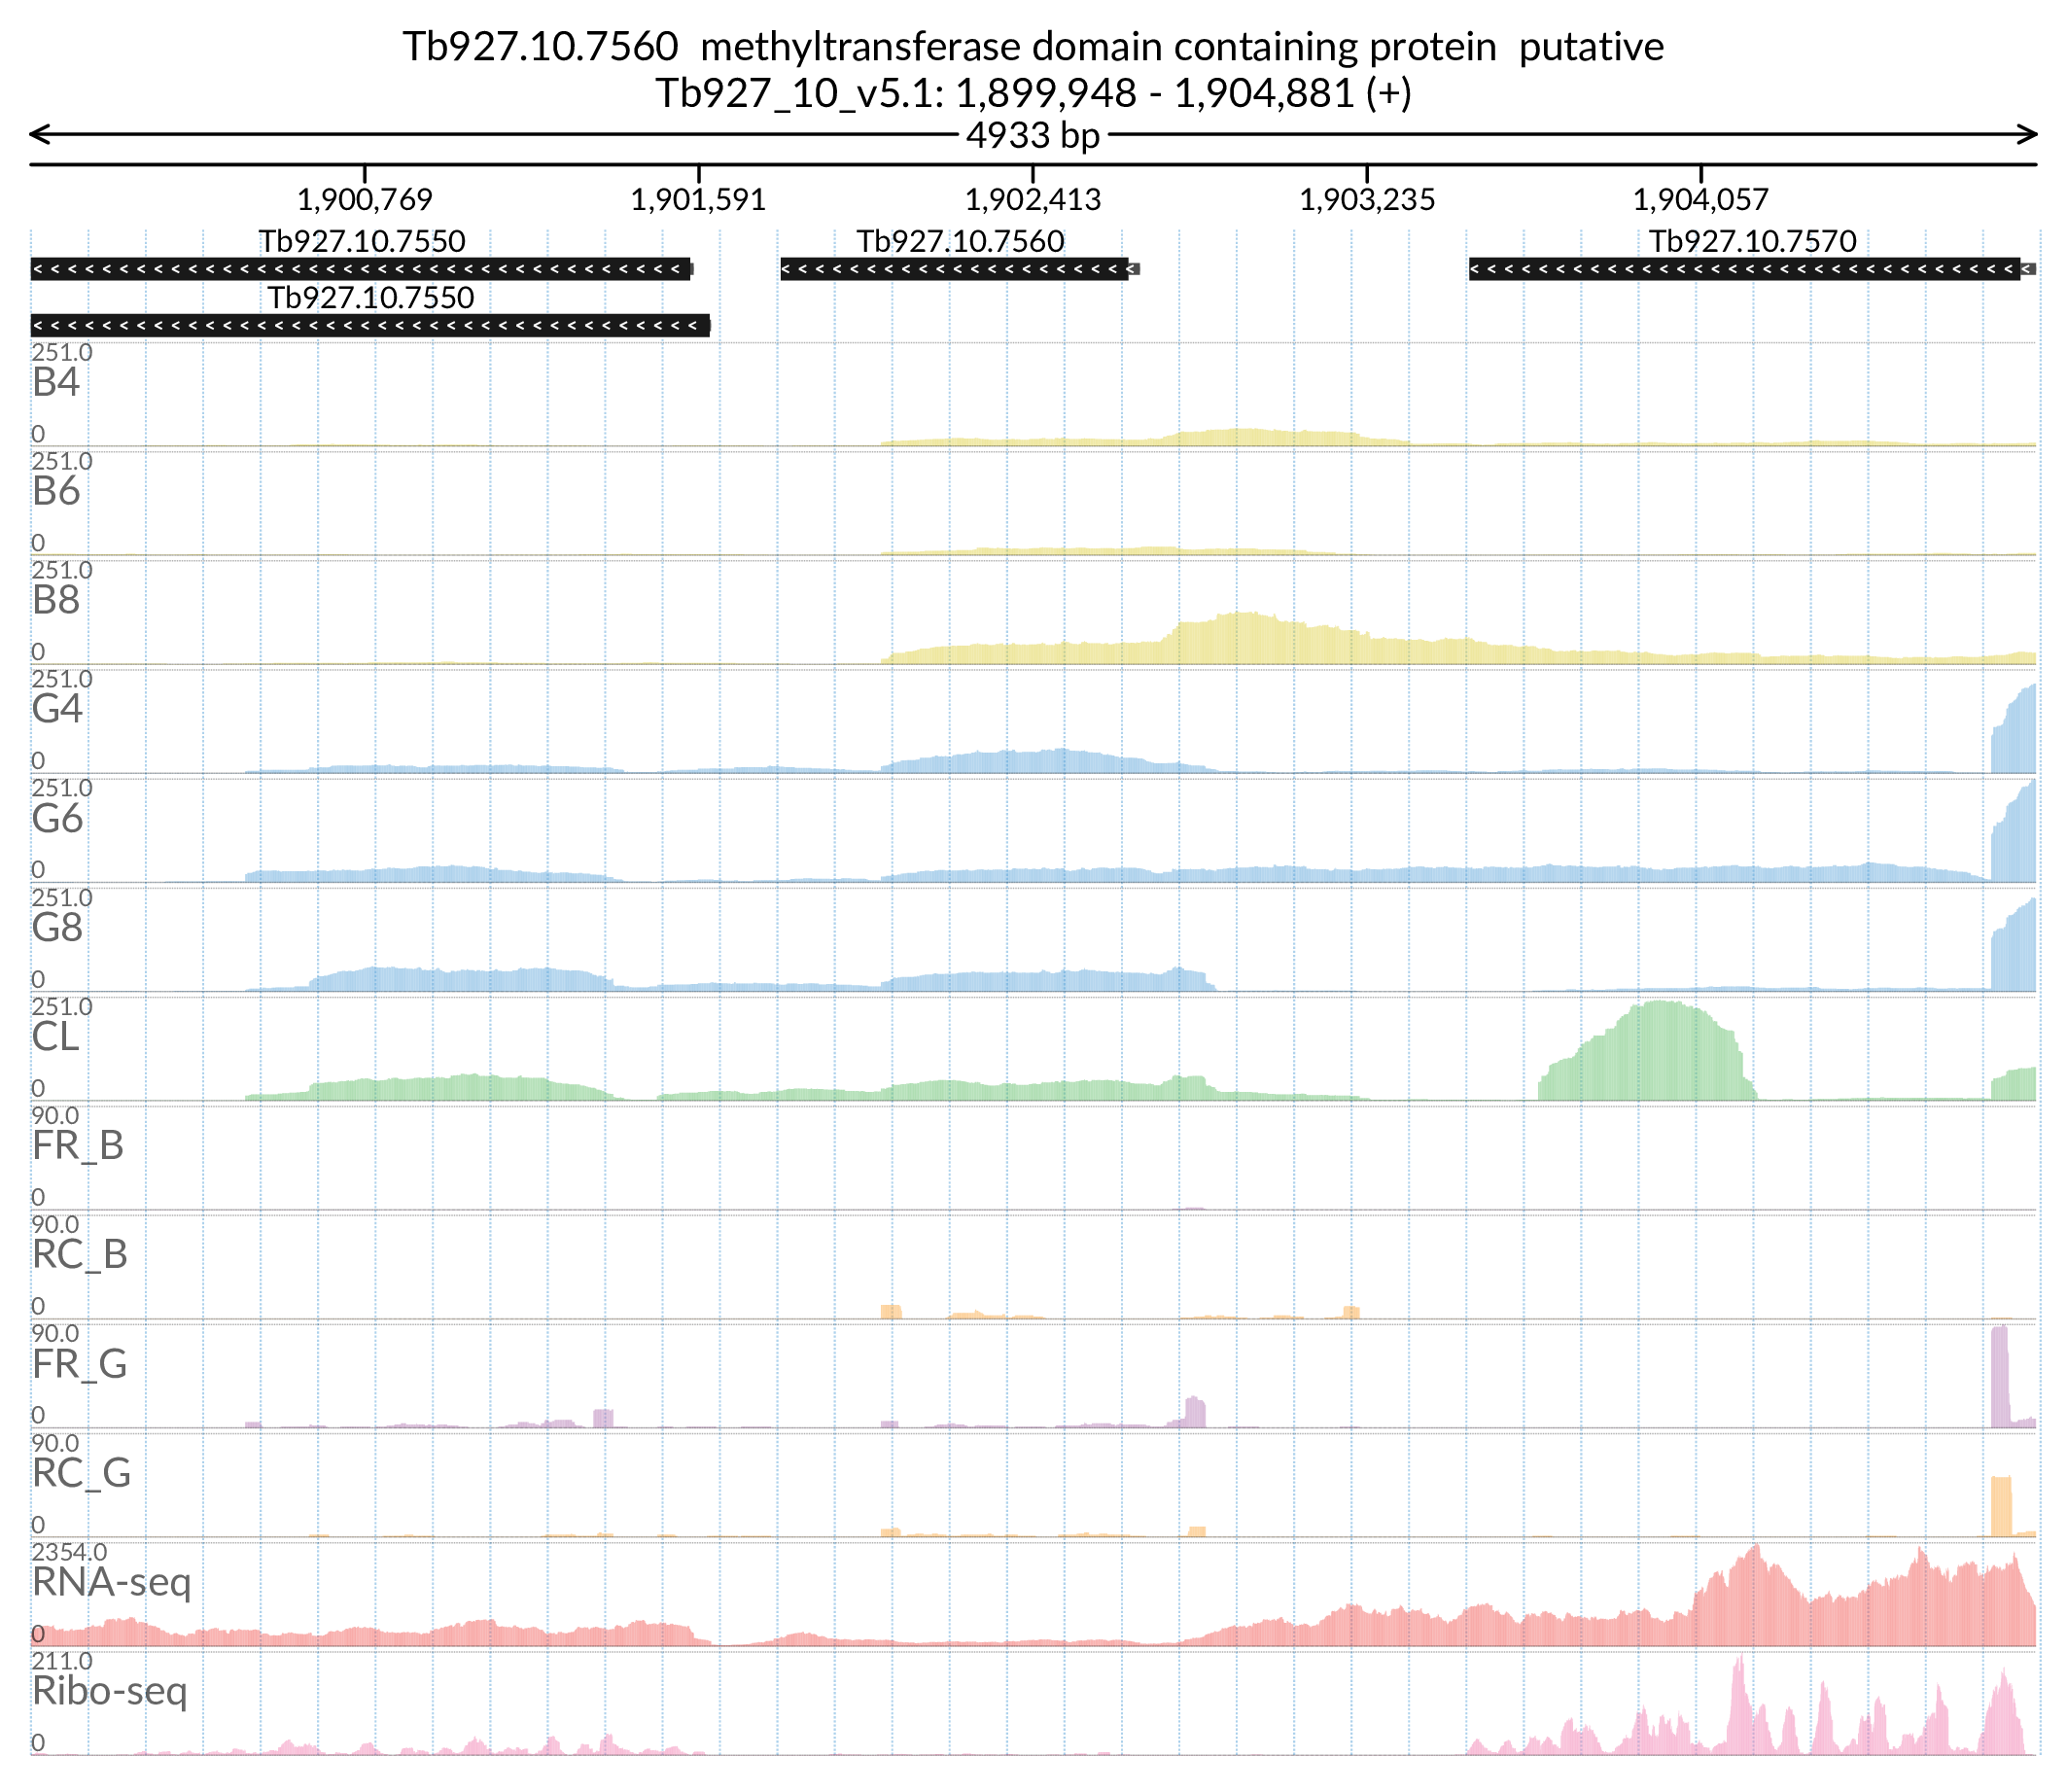 Tb927.10.7560  methyltransferase domain containing protein  putative
Tb927_10_v5.1: 1,899,948 - 1,904,881 (+)
4933 bp
1,900,769 1,901,591 1,902,413 1,903,235 1,904,057
Tb927.10.7550 Tb927.10.7560 Tb927.10.7570
Tb927.10.7550
251.0
B4
0
251.0
B6
0
251.0
B8
0
251.0
G4
0
251.0
G6
0
251.0
G8
0
251.0
CL
0
90.0
FR_B
0
90.0
RC_B
0
90.0
FR_G
0
90.0
RC_G
0
2354.0
RNA-seq
0
211.0
Ribo-seq
0